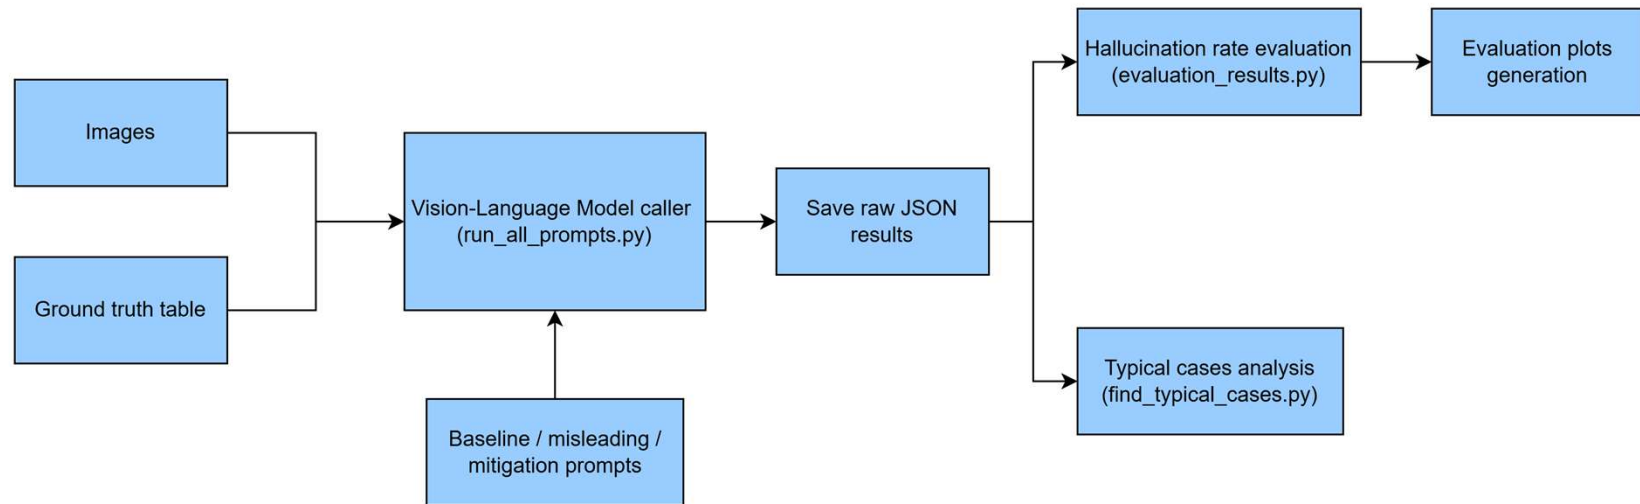 Images
Ground truth table
Vision-Language Model caller
(run_all_prompts.py)
Baseline / misleading /
mitigation prompts
Save raw JSON
results
Hallucination rate evaluation
(evaluation_results.py)
Evaluation plots
generation
Typical cases analysis
(find_typical_cases.py)